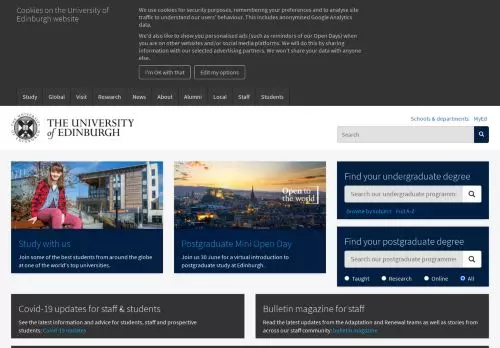 Cookies on the University of
Edinburgh website
We use cookies for security purposes, remembering your preferences and to analyse site
traffic to understand our users' behaviour. This includes anonymised Google Analytics
data.
We'd also like to show you personalised ads (such as reminders of our Open Days) when
you are on other websites and/or social media platforms. We will do this by sharing
information with our selected advertising partners. We won't share your data with
anyone else.
I'm OK with that
Edit my options
Study
Global
Visit
Research
News
About
Alumni
Local
Staff
Students
THE UNIVERSITY
of EDINBURGH
Schools & departments
MyEd
Search
Open
to the
world
Study with us
Join some of the best students from around the globe
at one of the world's top universities.
Postgraduate Mini Open Day
Join us 30 June for a virtual introduction to
postgraduate study at Edinburgh.
Find your undergraduate degree
Search our undergraduate programme
Browse by subject
Full A-Z
Find your postgraduate degree
Search our postgraduate programme
Taught
Research
Online
All
Covid-19 updates for staff & students
See the latest information and advice for students, staff and prospective
students: Covid-19 updates
Bulletin magazine for staff
Read the latest updates from the Adaptation and Renewal teams as well as stories from
across our staff community: bulletin magazine